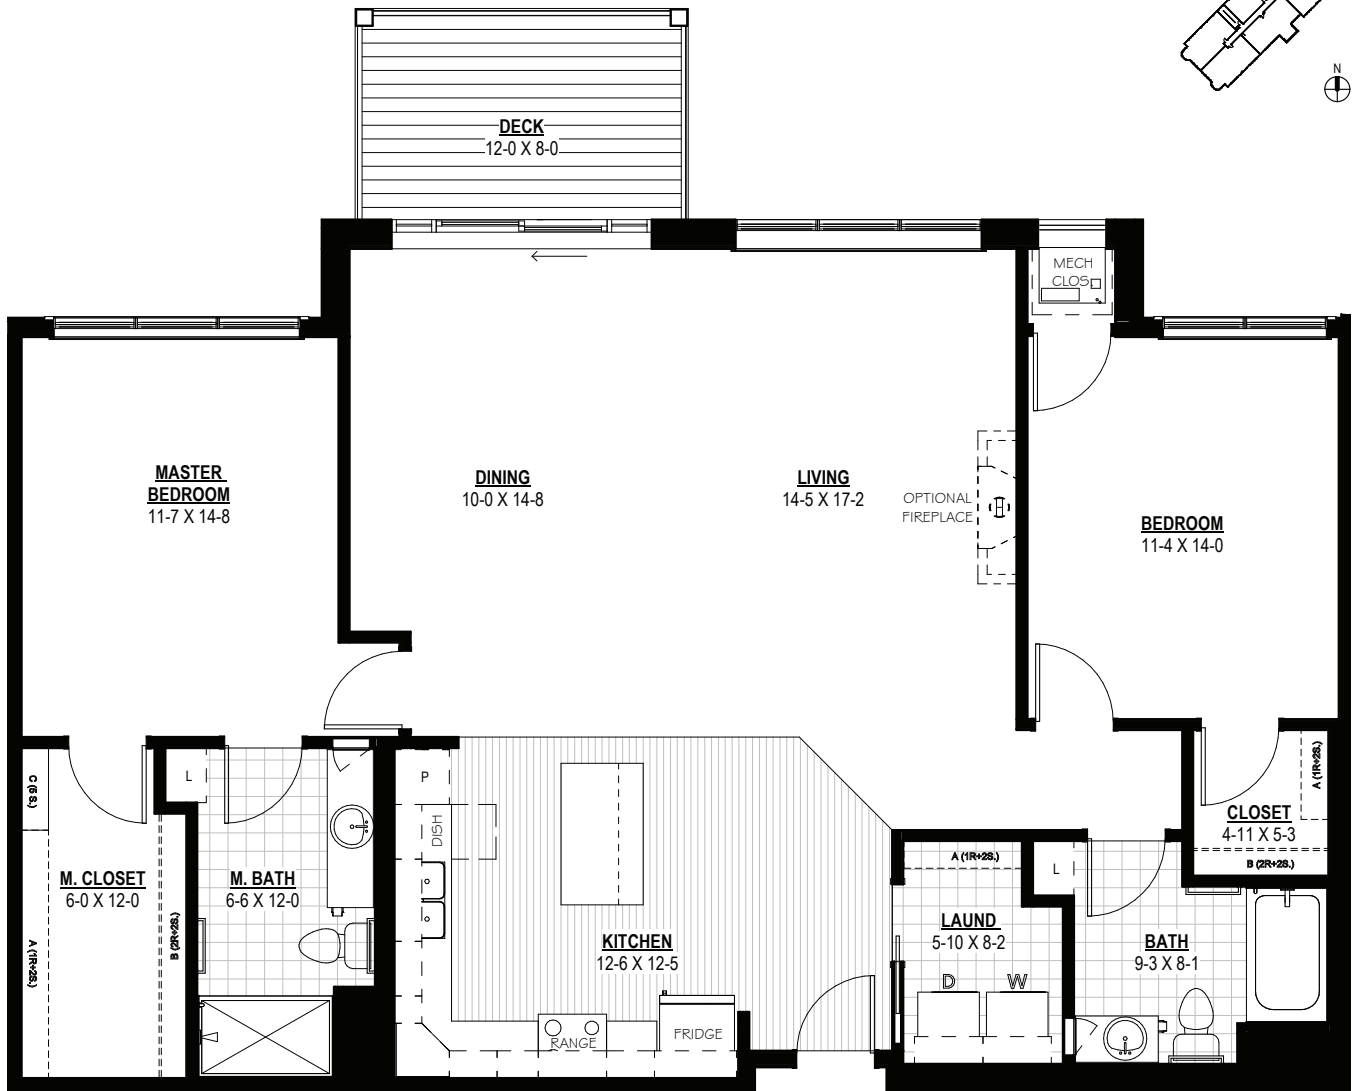 N
DECK
12-0 X 8-0
MECH
CLOS
MASTER
BEDROOM
11-7 X 14-8
DINING
10-0 X 14-8
LIVING
14-5 X 17-2
OPTIONAL
FIREPLACE
BEDROOM
11-4 X 14-0
C (5 S.)
L
P
DISH
A (1R+2S.)
CLOSET
4-11 X 5-3
B (2R+2S.)
M. CLOSET
6-0 X 12-0
M. BATH
6-6 X 12-0
A (1R+2S.)
L
A (1R+2S.)
B (2R+2S.)
KITCHEN
12-6 X 12-5
LAUND
5-10 X 8-2
BATH
9-3 X 8-1
D
W
RANGE
FRIDGE